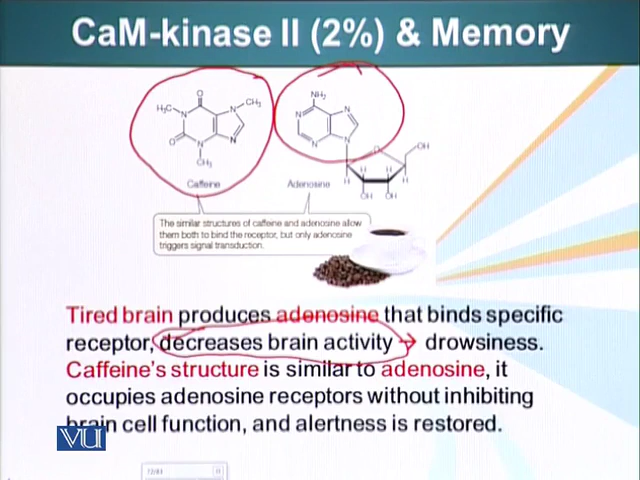 CaM-kinase II (2%) & Memory
NH₂
O
CH₃
H₃C
N
N
N
N
N
N
N
N
O
N
CH₃
O
OH
H
H
H
H
OH
OH
Caffeine
Adenosine
The similar structures of caffeine and adenosine allow
them both to bind the receptor, but only adenosine
triggers signal transduction.
Tired brain produces adenosine that binds specific
receptor, decreases brain activity → drowsiness.
Caffeine's structure is similar to adenosine, it
occupies adenosine receptors without inhibiting
brain cell function, and alertness is restored.
VU